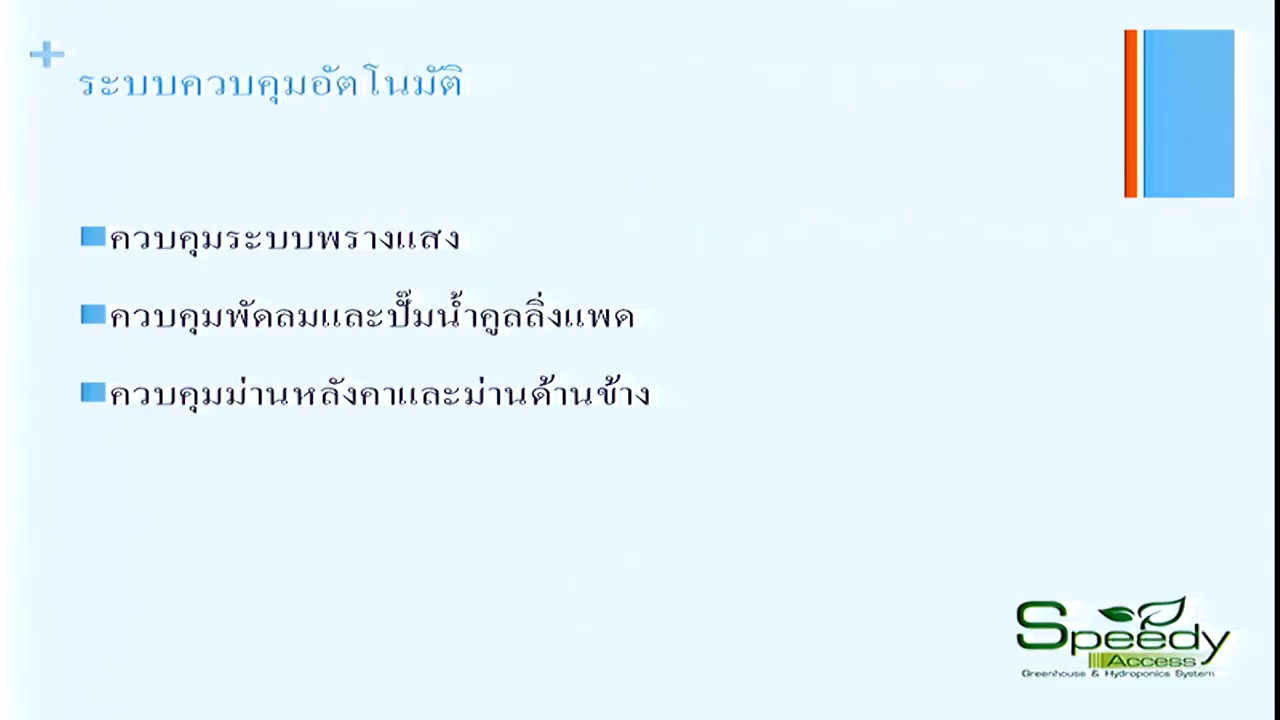 ระบบควบคุมอัตโนมัติ
ควบคุมระบบพรางแสง
ควบคุมพัดลมและปั๊มน้ำคูลลิ่งแพด
ควบคุมม่านหลังคาและม่านด้านข้าง
Speedy
Access
Greenhouse & Hydroponics System